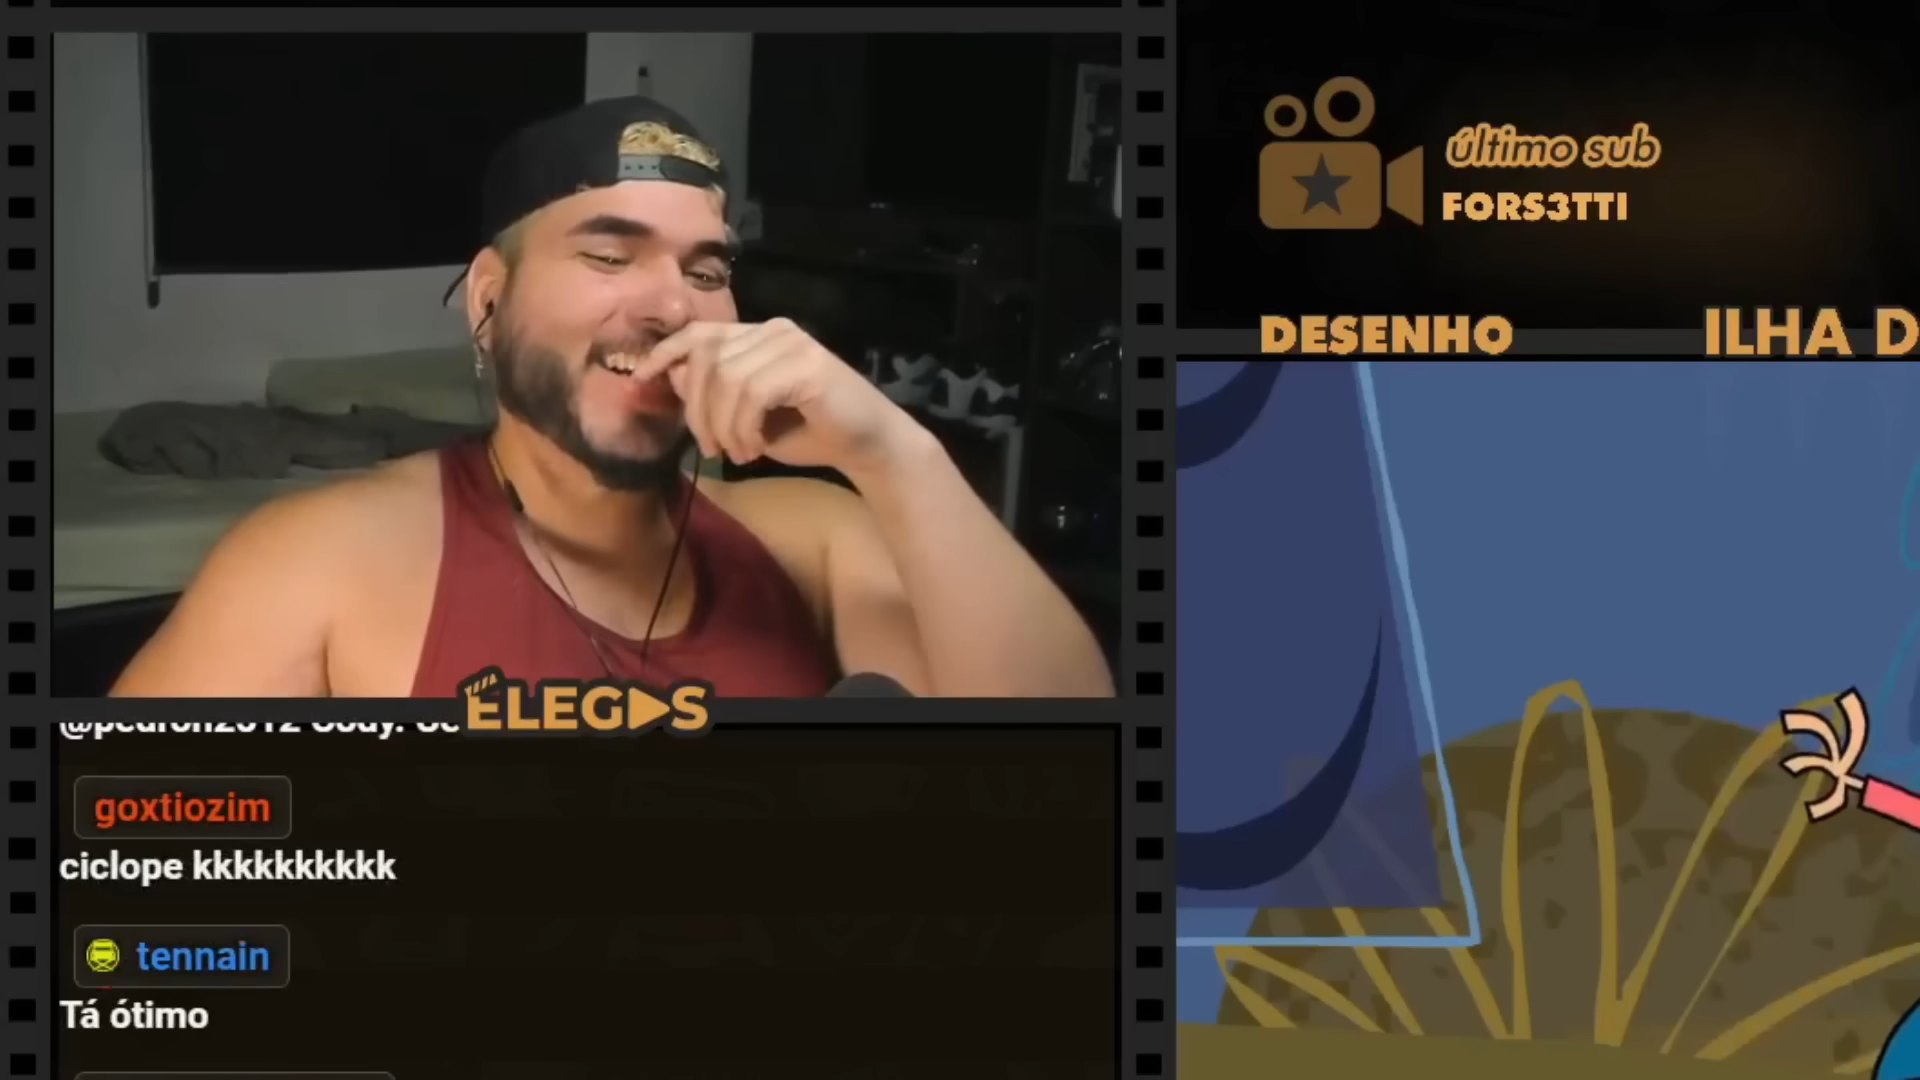 último sub
FORS3TTI
DESENHO
ILHA D
ELEGOS
goxtiozim
ciclope kkkkkkkkkk
tennain
Tá ótimo